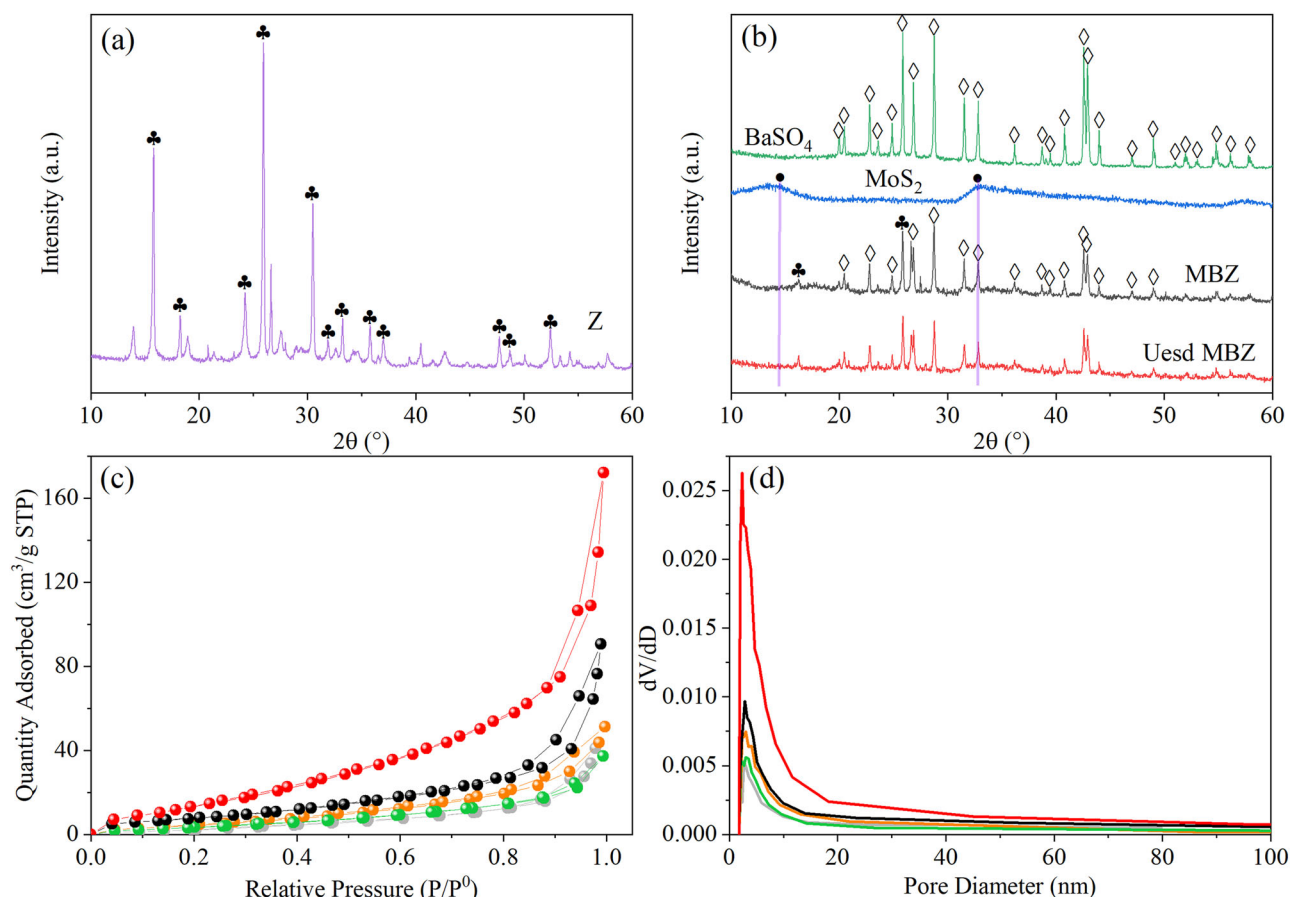 (a)
Intensity (a.u.)
Z
10 20 30 40 50 60
2θ (°)
(b)
Intensity (a.u.)
BaSO4
MoS2
MBZ
Uesd MBZ
10 20 30 40 50 60
2θ (°)
(c)
Quantity Adsorbed (cm³/g STP)
160
120
80
40
0
0.0 0.2 0.4 0.6 0.8 1.0
Relative Pressure (P/P⁰)
(d)
dV/dD
0.025
0.020
0.015
0.010
0.005
0.000
0 20 40 60 80 100
Pore Diameter (nm)